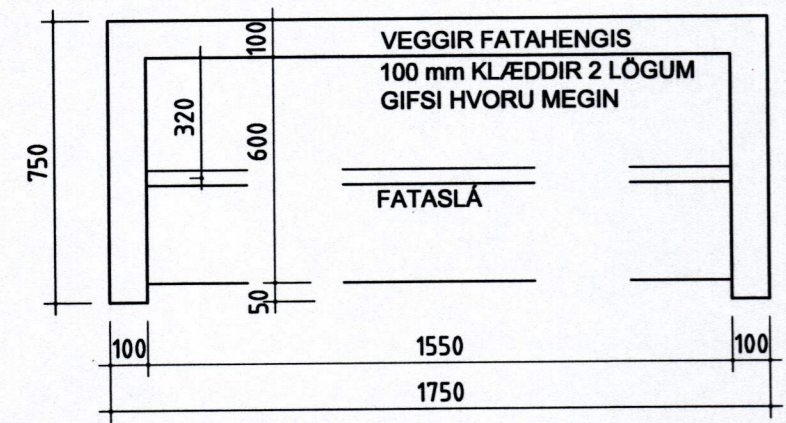 VEGGIR FATAHENGIS
100 mm KLÆDDIR 2 LÖGUM
GIFSI HVORU MEGIN
100
320
600
750
FATASLÁ
50
100
1550
100
1750